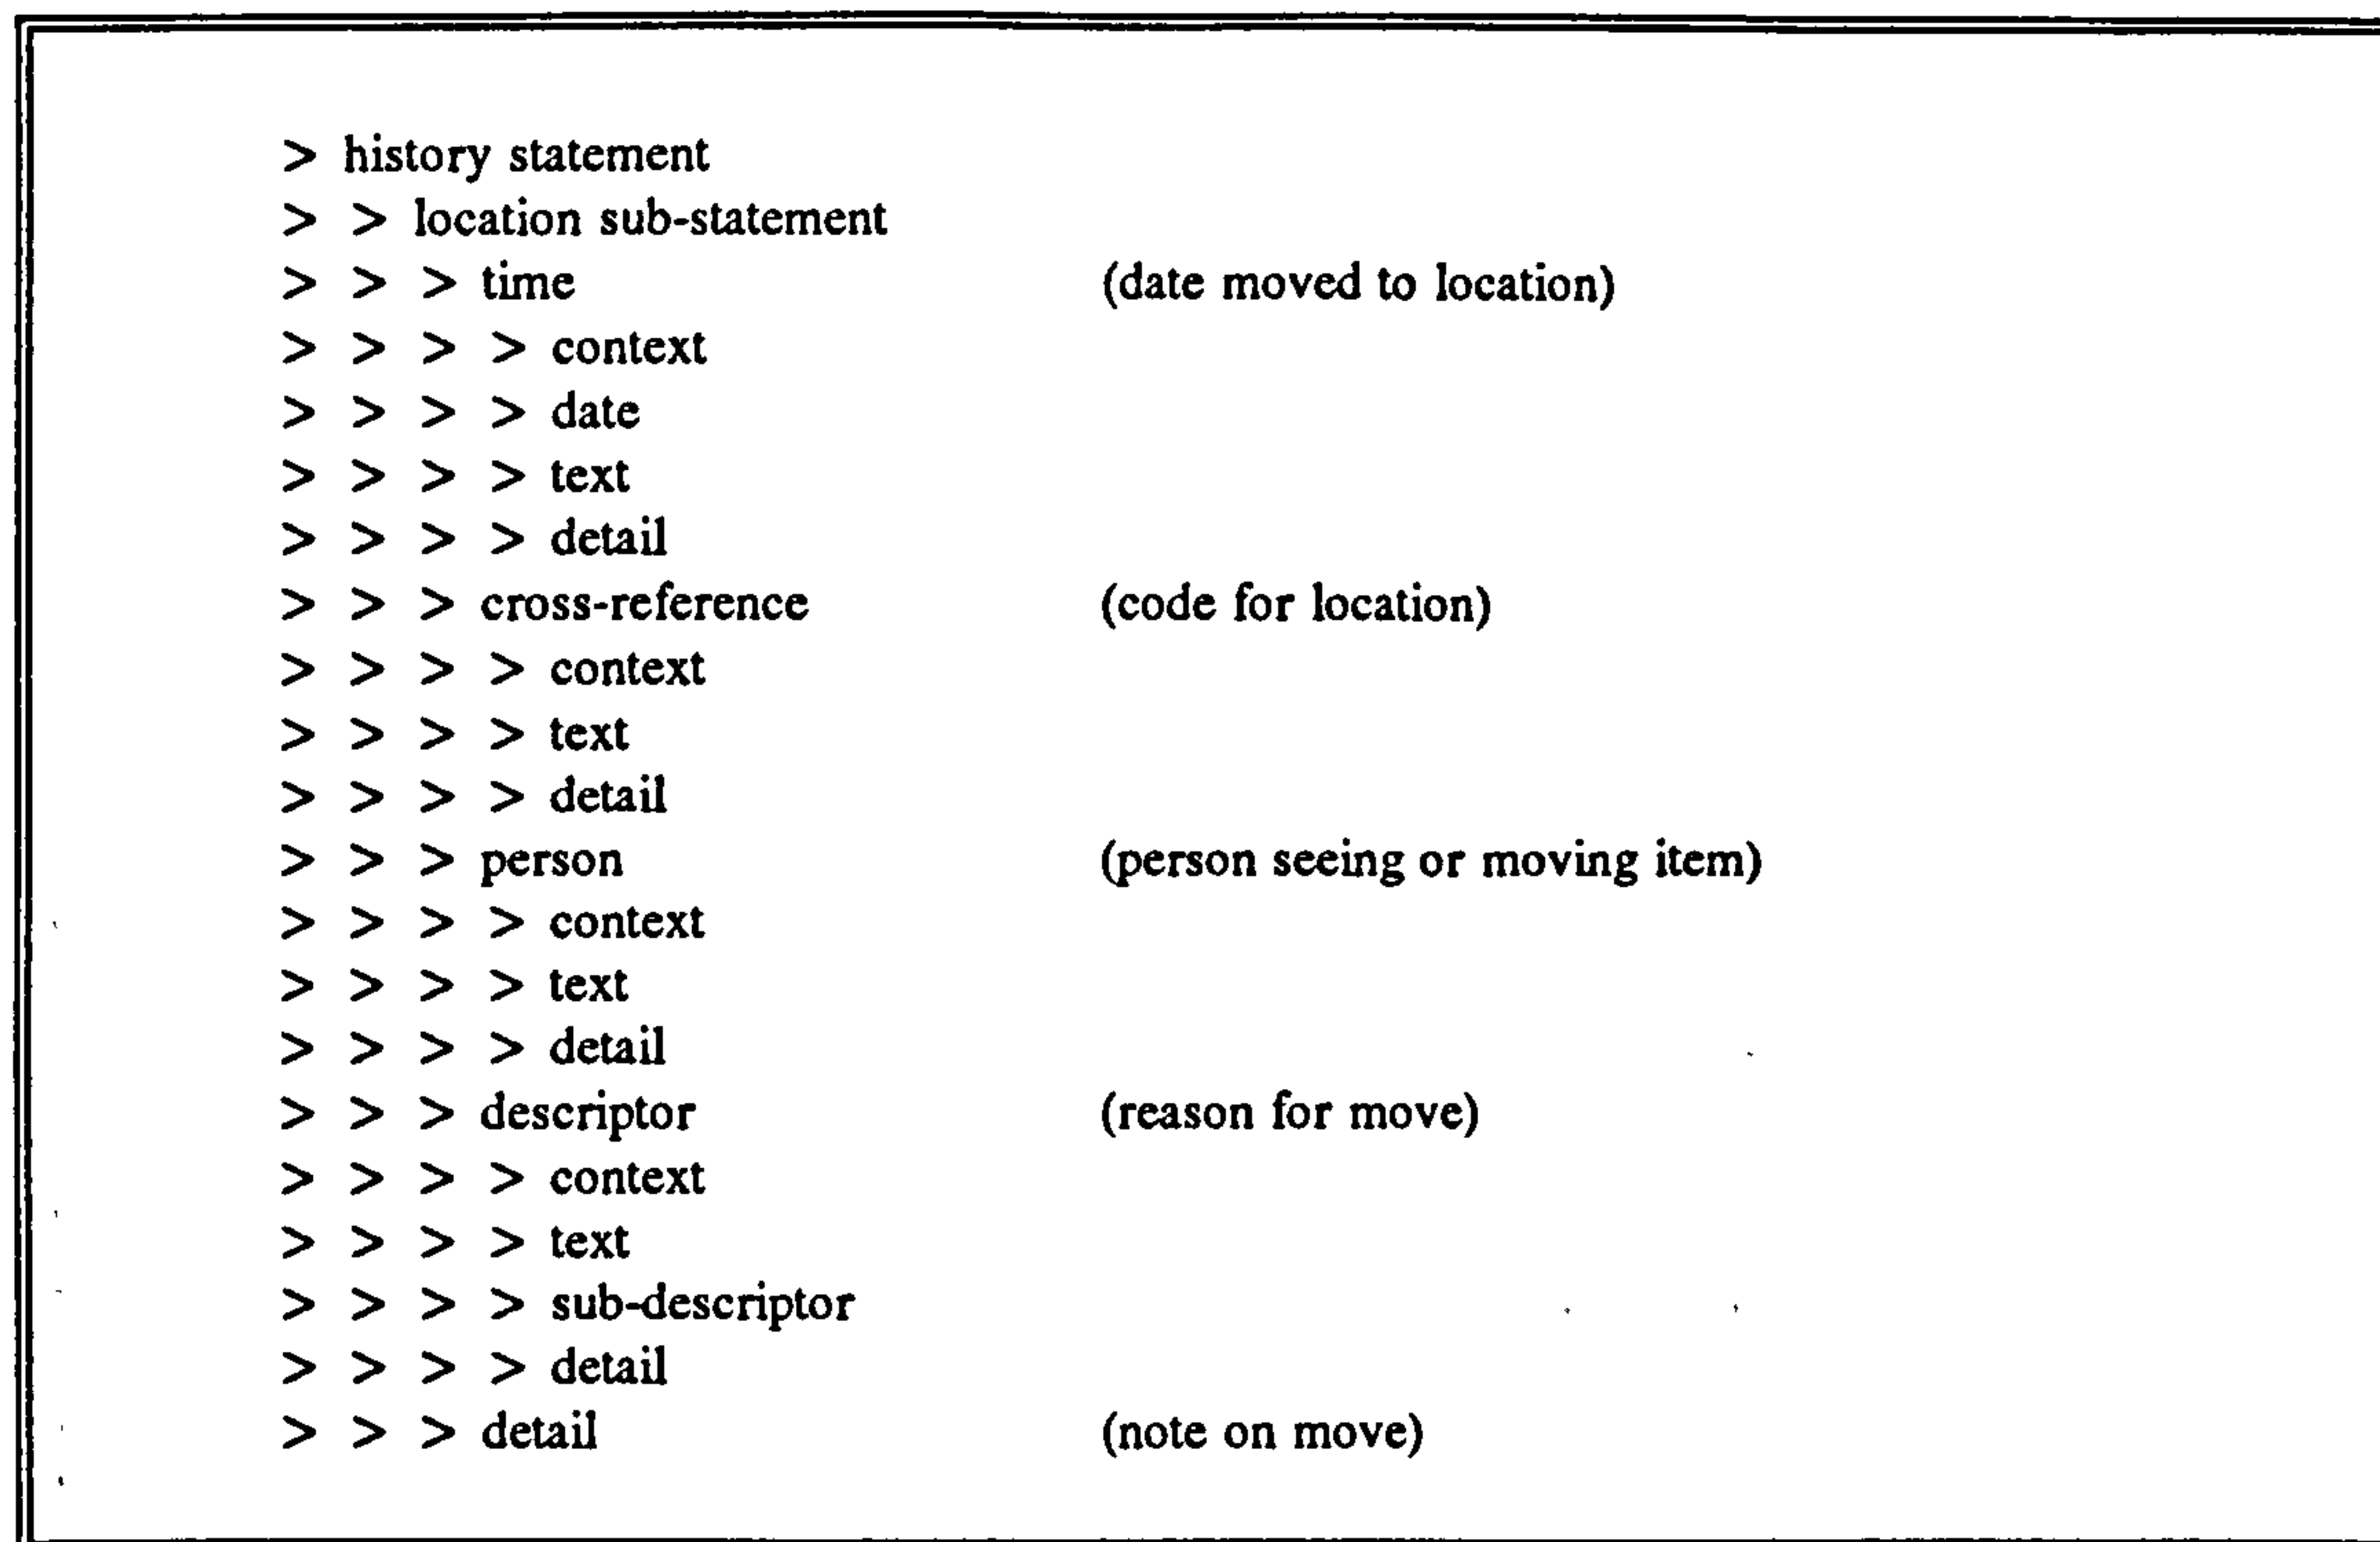 > history statement
> > location sub-statement
> > > time (date moved to location)
> > > > context
> > > > date
> > > > text
> > > > detail
> > > cross-reference (code for location)
> > > > context
> > > > text
> > > > detail
> > > person (person seeing or moving item)
> > > > context
> > > > text
> > > > detail
> > > descriptor (reason for move)
> > > > context
> > > > text
> > > > sub-descriptor
> > > > detail
> > > detail (note on move)